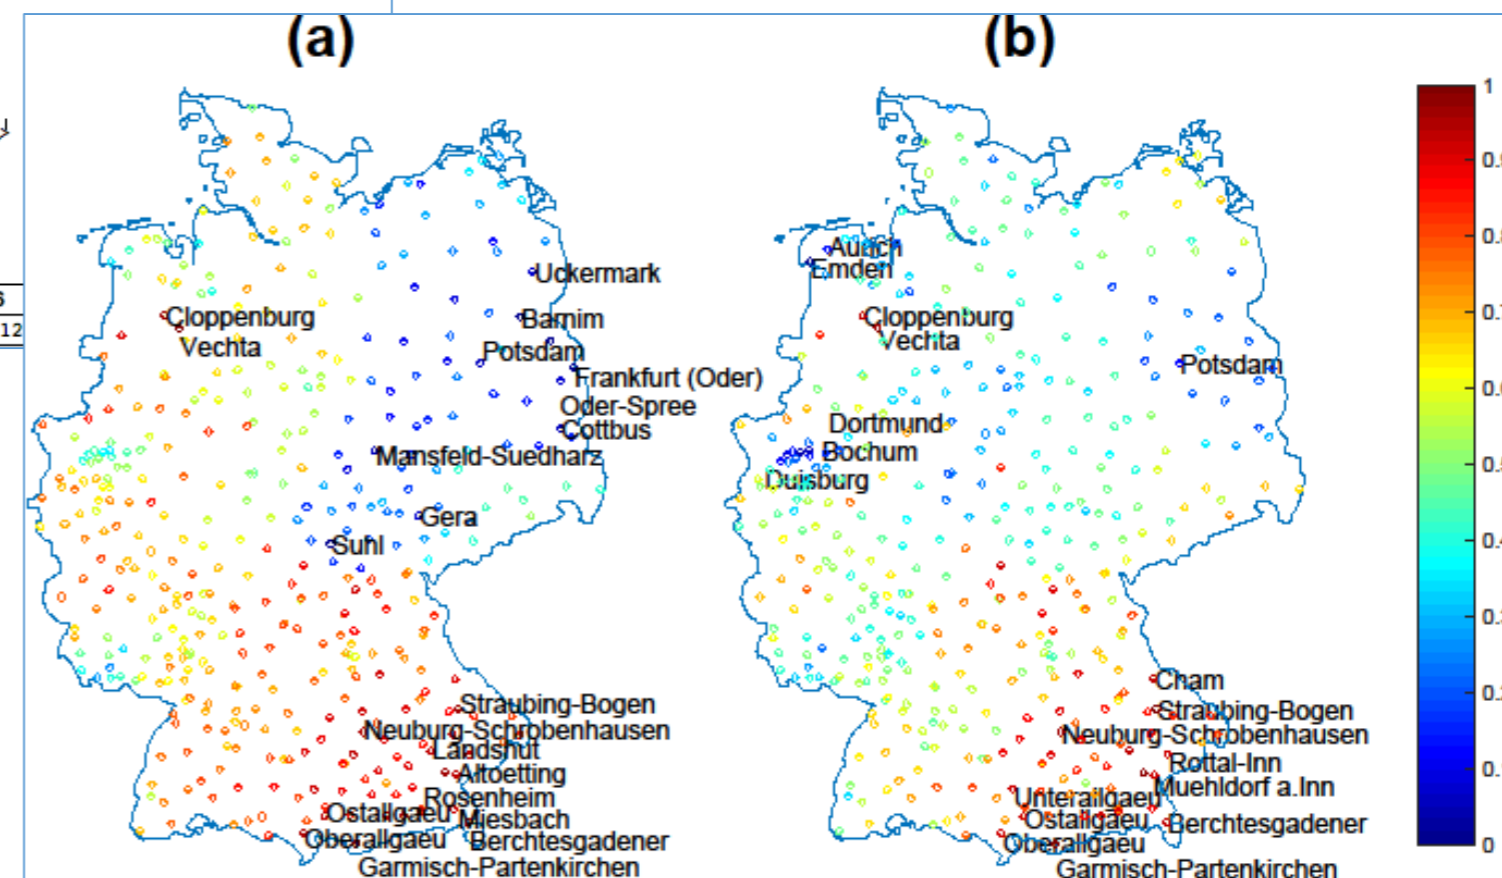 (a)
(b)
Uckermark
Cloppenburg
Vechta
Barnim
Potsdam
Frankfurt (Oder)
Oder-Spree
Cottbus
Mansfeld-Suedharz
Gera
Suhl
Straubing-Bogen
Neuburg-Schrobenhausen
Landshut
Altoetting
Rosenheim
Ostallgaeu
Miesbach
Oberallgaeu
Berchtesgadener
Garmisch-Partenkirchen
Aurich
Emden
Cloppenburg
Vechta
Potsdam
Dortmund
Bochum
Duisburg
Cham
Straubing-Bogen
Neuburg-Schrobenhausen
Rottal-Inn
Muehldorf a.Inn
Unterallgaeu
Ostallgaeu
Berchtesgadener
Oberallgaeu
Garmisch-Partenkirchen
1
0
12